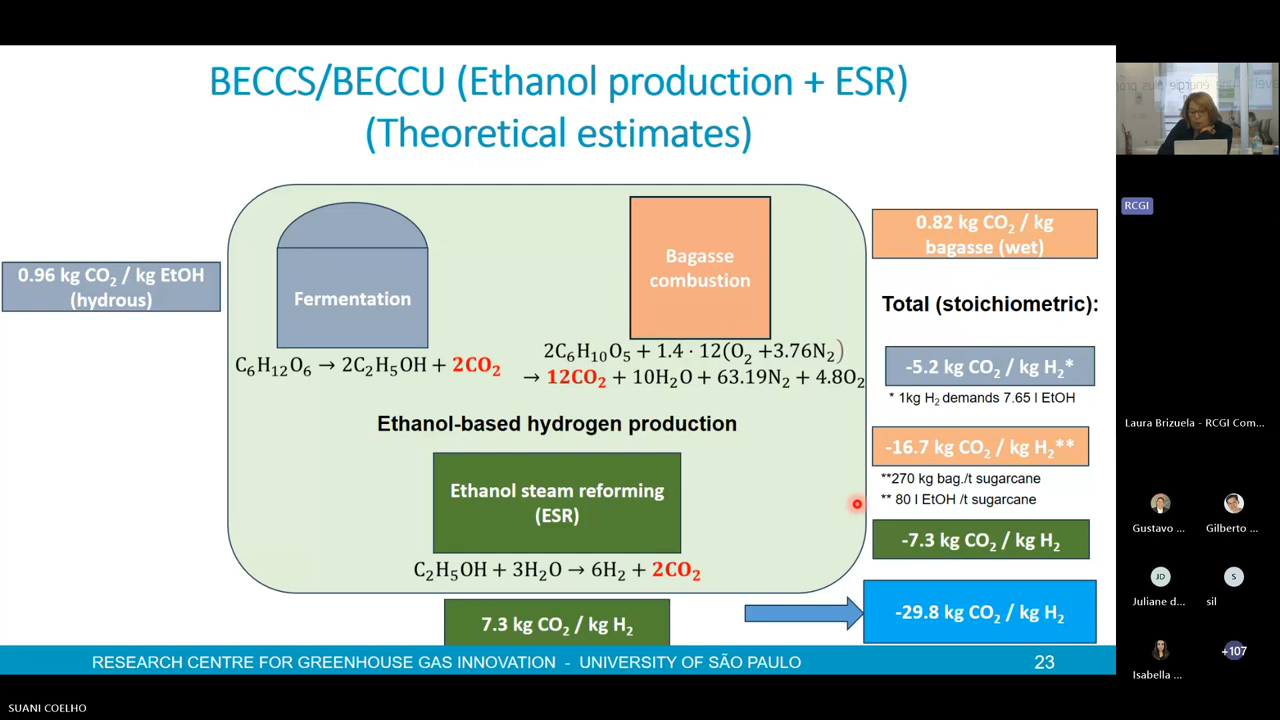 BECCS/BECCU (Ethanol production + ESR)
(Theoretical estimates)
0.96 kg CO₂ / kg EtOH
(hydrous)
Fermentation
C₆H₁₂O₆ → 2C₂H₅OH + 2CO₂
Bagasse
combustion
2C₆H₁₀O₅ + 1.4 · 12(O₂ +3.76N₂)
→ 12CO₂ + 10H₂O + 63.19N₂ + 4.8O₂
Ethanol-based hydrogen production
Ethanol steam reforming
(ESR)
C₂H₅OH + 3H₂O → 6H₂ + 2CO₂
7.3 kg CO₂ / kg H₂
0.82 kg CO₂ / kg
bagasse (wet)
Total (stoichiometric):
-5.2 kg CO₂ / kg H₂*
* 1kg H₂ demands 7.65 l EtOH
-16.7 kg CO₂ / kg H₂**
**270 kg bag./t sugarcane
** 80 l EtOH /t sugarcane
-7.3 kg CO₂ / kg H₂
-29.8 kg CO₂ / kg H₂
RESEARCH CENTRE FOR GREENHOUSE GAS INNOVATION - UNIVERSITY OF SÃO PAULO
23
RCGI
Laura Brizuela - RCGI Com...
Gustavo ...
Gilberto ...
JD
S
Juliane d...
sil
+107
Isabella ...
SUANI COELHO